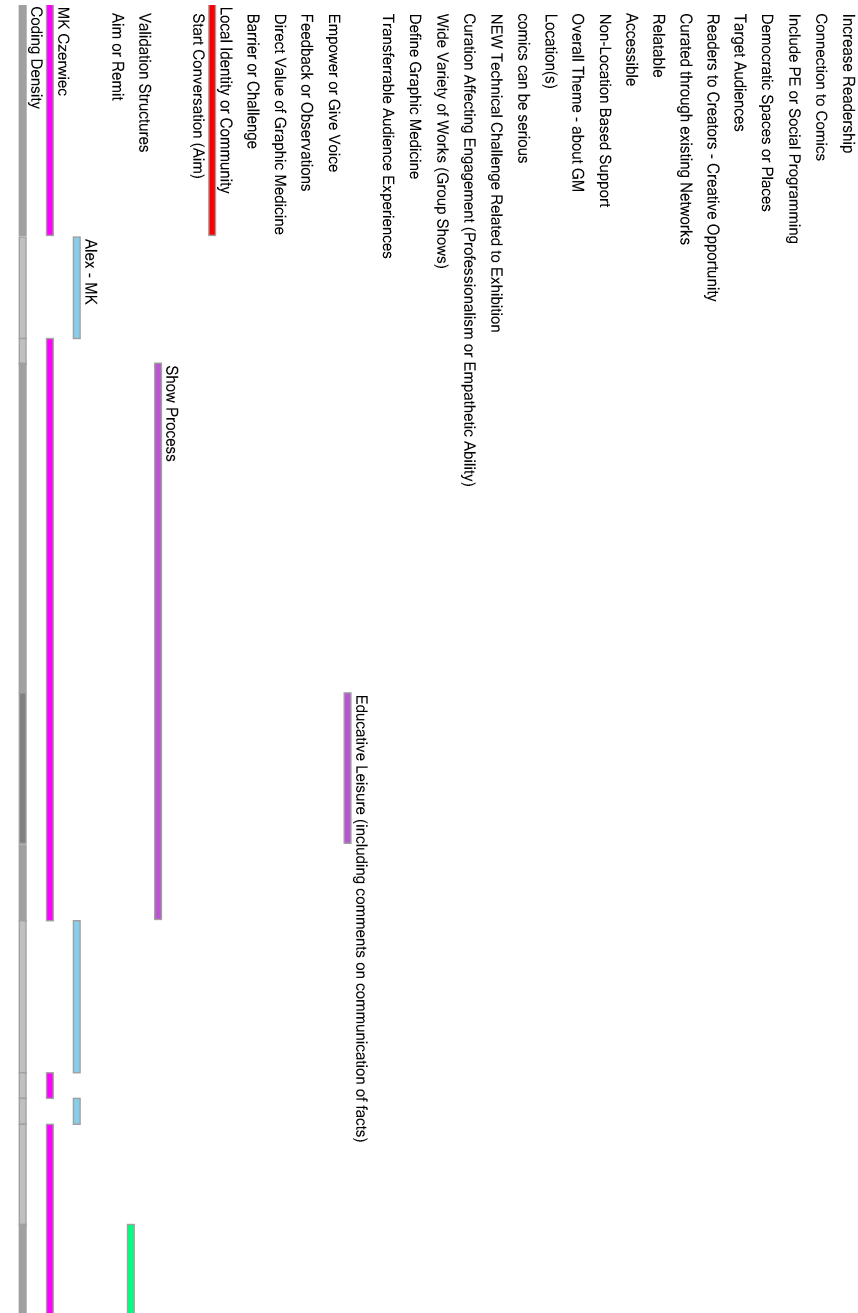 Increase Readership
Connection to Comics
Include PE or Social Programming
Democratic Spaces or Places
Target Audiences
Readers to Creators - Creative Opportunity
Curated through existing Networks
Relatable
Accessible
Non-Location Based Support
Overall Theme - about GM
Location(s)
comics can be serious
NEW Technical Challenge Related to Exhibition
Curation Affecting Engagement (Professionalism or Empathetic Ability)
Wide Variety of Works (Group Shows)
Define Graphic Medicine
Transferrable Audience Experiences
Educative Leisure (including comments on communication of facts)
Empower or Give Voice
Feedback or Observations
Direct Value of Graphic Medicine
Barrier or Challenge
Local Identity or Community
Start Conversation (Aim)
Show Process
Validation Structures
Aim or Remit
Alex - MK
MK Czerwiec
Coding Density